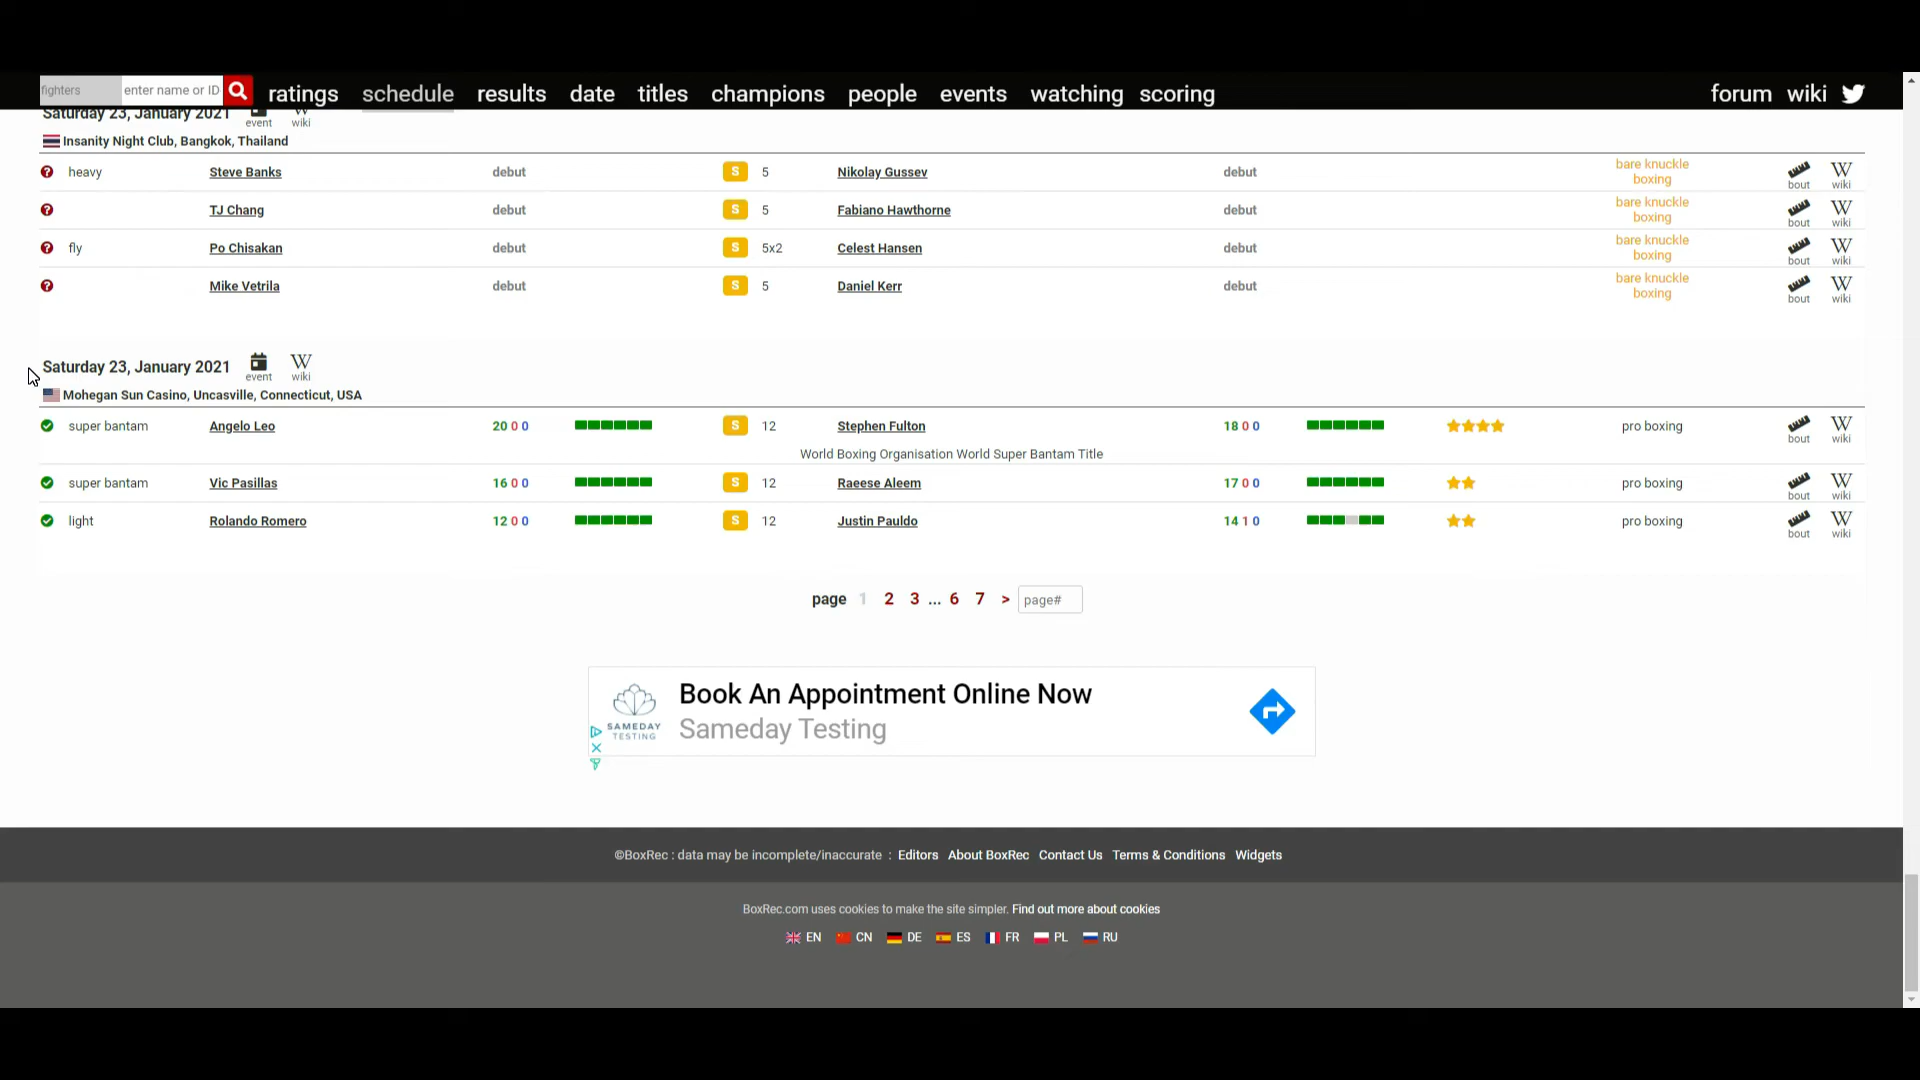 fighters enter name or ID ratings schedule results date titles champions people events watching scoring forum wiki
Saturday 23, January 2021 event wiki
Insanity Night Club, Bangkok, Thailand
heavy Steve Banks debut S 5 Nikolay Gussev debut bare knuckle boxing bout wiki
TJ Chang debut S 5 Fabiano Hawthorne debut bare knuckle boxing bout wiki
fly Po Chisakan debut S 5x2 Celest Hansen debut bare knuckle boxing bout wiki
Mike Vetrila debut S 5 Daniel Kerr debut bare knuckle boxing bout wiki
Saturday 23, January 2021 event wiki
Mohegan Sun Casino, Uncasville, Connecticut, USA
super bantam Angelo Leo 20 0 0 S 12 Stephen Fulton 18 0 0 pro boxing bout wiki
World Boxing Organisation World Super Bantam Title
super bantam Vic Pasillas 16 0 0 S 12 Raeese Aleem 17 0 0 pro boxing bout wiki
light Rolando Romero 12 0 0 S 12 Justin Pauldo 14 1 0 pro boxing bout wiki
page 1 2 3 ... 6 7 > page#
Book An Appointment Online Now
SAMEDAY TESTING
Sameday Testing
©BoxRec : data may be incomplete/inaccurate : Editors About BoxRec Contact Us Terms & Conditions Widgets
BoxRec.com uses cookies to make the site simpler. Find out more about cookies
EN CN DE ES FR PL RU